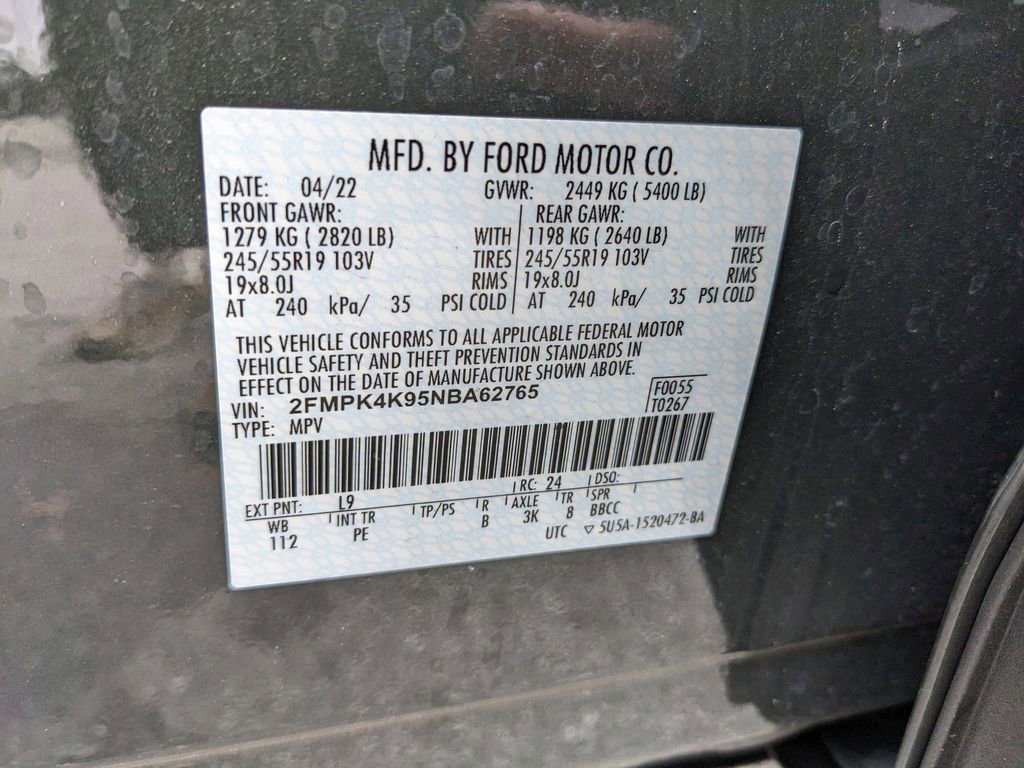 MFD. BY FORD MOTOR CO.
DATE: 04/22 GVWR: 2449 KG ( 5400 LB)
FRONT GAWR: REAR GAWR:
1279 KG ( 2820 LB) WITH 1198 KG ( 2640 LB) WITH
245/55R19 103V TIRES 245/55R19 103V TIRES
19x8.0J RIMS 19x8.0J RIMS
AT 240 kPa/ 35 PSI COLD AT 240 kPa/ 35 PSI COLD
THIS VEHICLE CONFORMS TO ALL APPLICABLE FEDERAL MOTOR
VEHICLE SAFETY AND THEFT PREVENTION STANDARDS IN
EFFECT ON THE DATE OF MANUFACTURE SHOWN ABOVE.
VIN: 2FMPK4K95NBA62765 F0055
TYPE: MPV T0267
EXT PNT: L9 RC: 24 DSO:
WB INT TR TP/PS R AXLE TR SPR
112 PE B 3K 8 BBCC
UTC ▽ 5U5A-1520472-BA